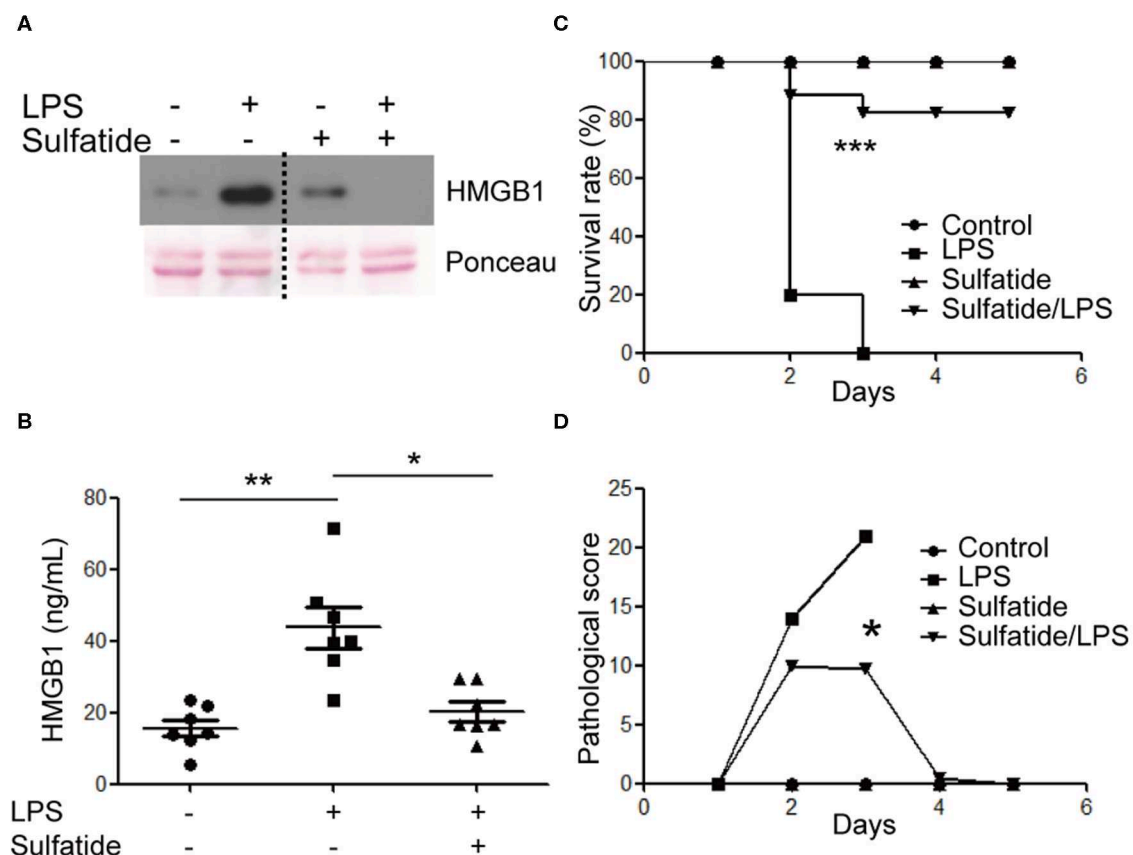 A
LPS - + - +
Sulfatide - - + +
HMGB1
Ponceau
B
** *
HMGB1 (ng/mL)
80
60
40
20
0
LPS - + +
Sulfatide - - +
C
Survival rate (%)
100
80
60
40
20
0
***
Control
LPS
Sulfatide
Sulfatide/LPS
0 2 4 6
Days
D
Pathological score
25
20
15
10
5
0
*
Control
LPS
Sulfatide
Sulfatide/LPS
0 2 4 6
Days